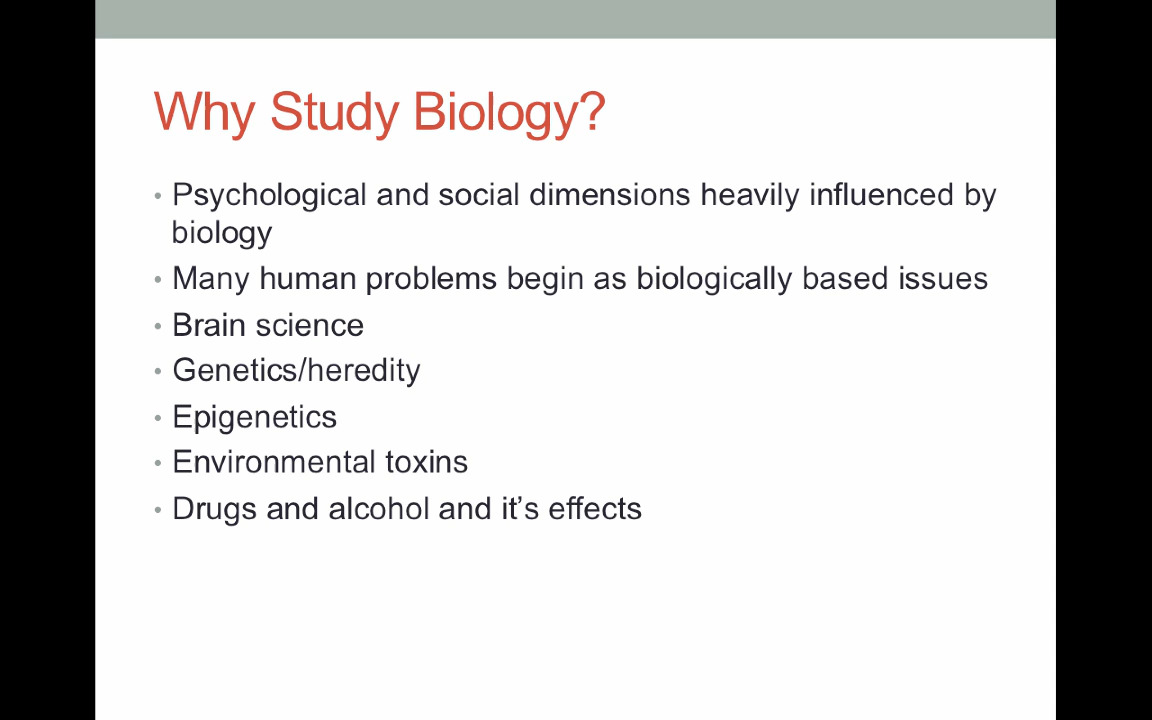 Why Study Biology?
• Psychological and social dimensions heavily influenced by
biology
• Many human problems begin as biologically based issues
• Brain science
• Genetics/heredity
• Epigenetics
• Environmental toxins
• Drugs and alcohol and it’s effects